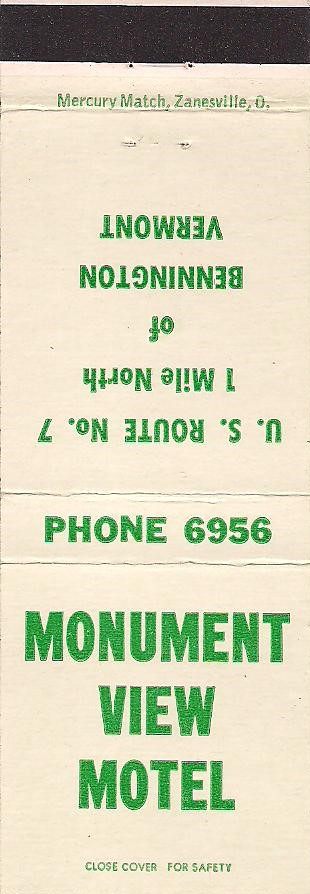 Mercury Match, Zanesville, O.
U. S. ROUTE No. 7
1 Mile North
of
BENNINGTON
VERMONT
PHONE 6956
MONUMENT
VIEW
MOTEL
CLOSE COVER FOR SAFETY